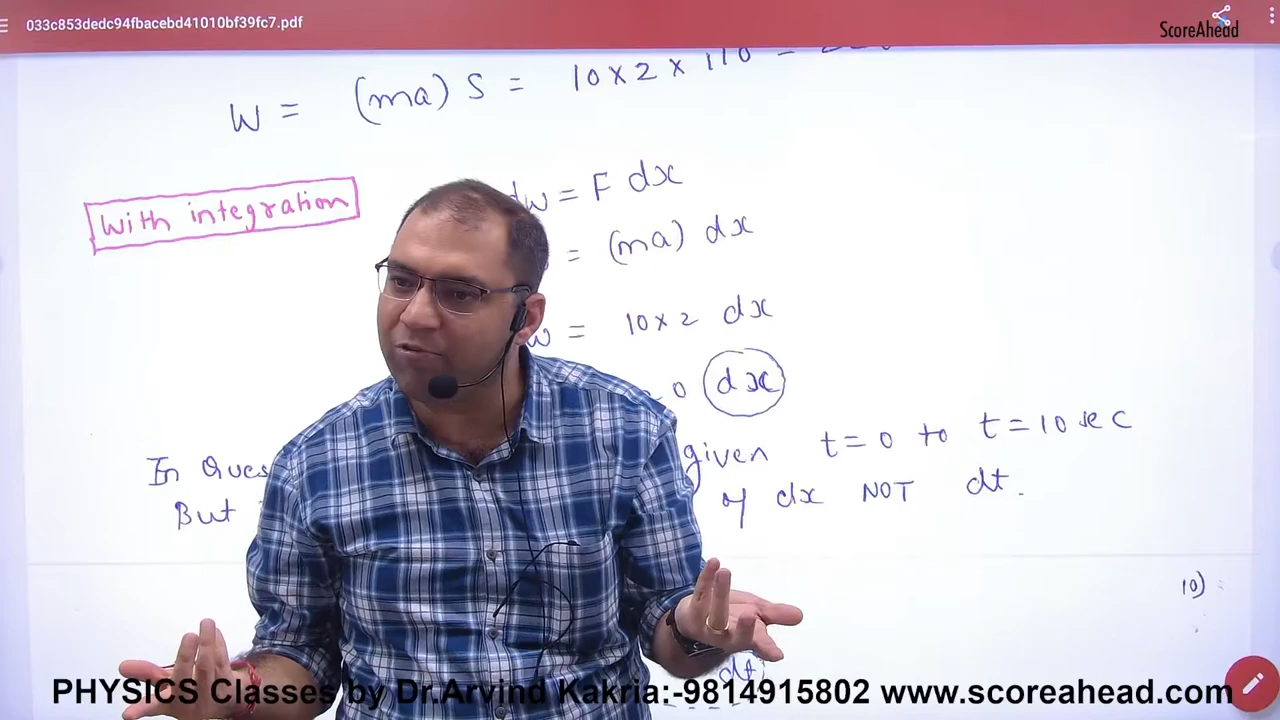 033c853dedc94fbacebd41010bf39fc7.pdf
ScoreAhead
W = (ma) S = 10 × 2 × 110 =
With integration
dw = F dx
= (ma) dx
w = 10 × 2 dx
0 dx
In Ques given t = 0 to t = 10 sec
But of dx NOT dt.
10)
dt
PHYSICS Classes by Dr.Arvind Kakria:-9814915802 www.scoreahead.com